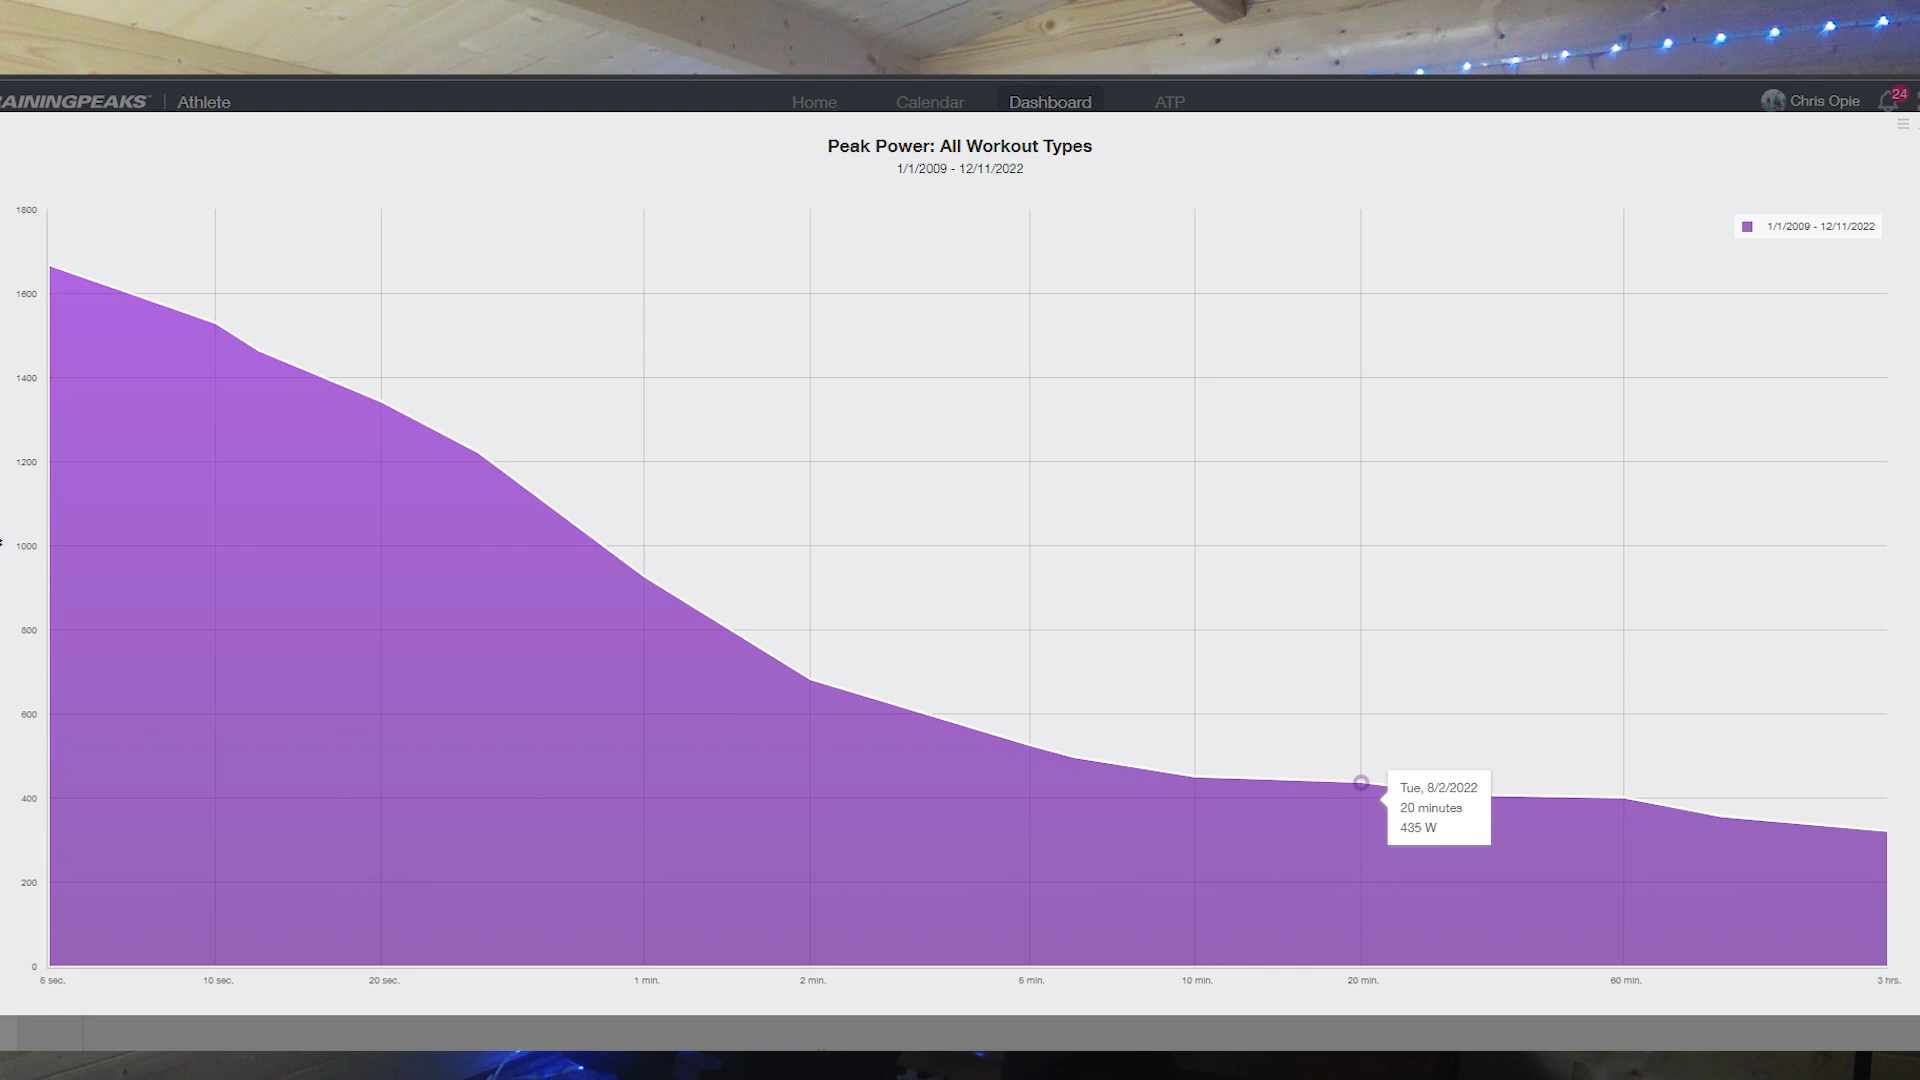 AININGPEAKS Athlete Home Calendar Dashboard ATP Chris Opie 24
Peak Power: All Workout Types
1/1/2009 - 12/11/2022
1/1/2009 - 12/11/2022
1800
1600
1400
1200
1000
800
600
400
200
0
Tue, 8/2/2022
20 minutes
435 W
5 sec. 10 sec. 20 sec. 1 min. 2 min. 5 min. 10 min. 20 min. 60 min. 3 hrs.